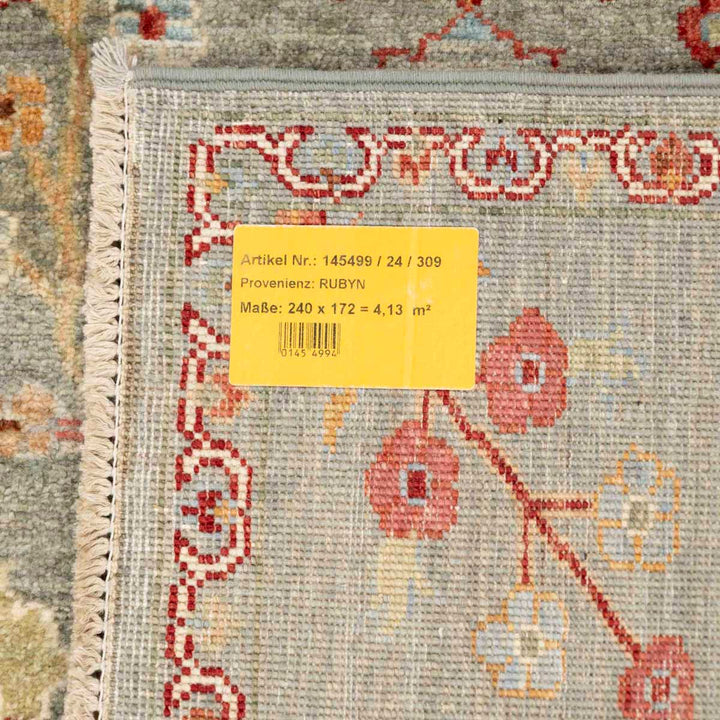 Artikel Nr.: 145499 / 24 / 309
Provenienz: RUBYN
Maße: 240 x 172 = 4,13 m²
0145 4994